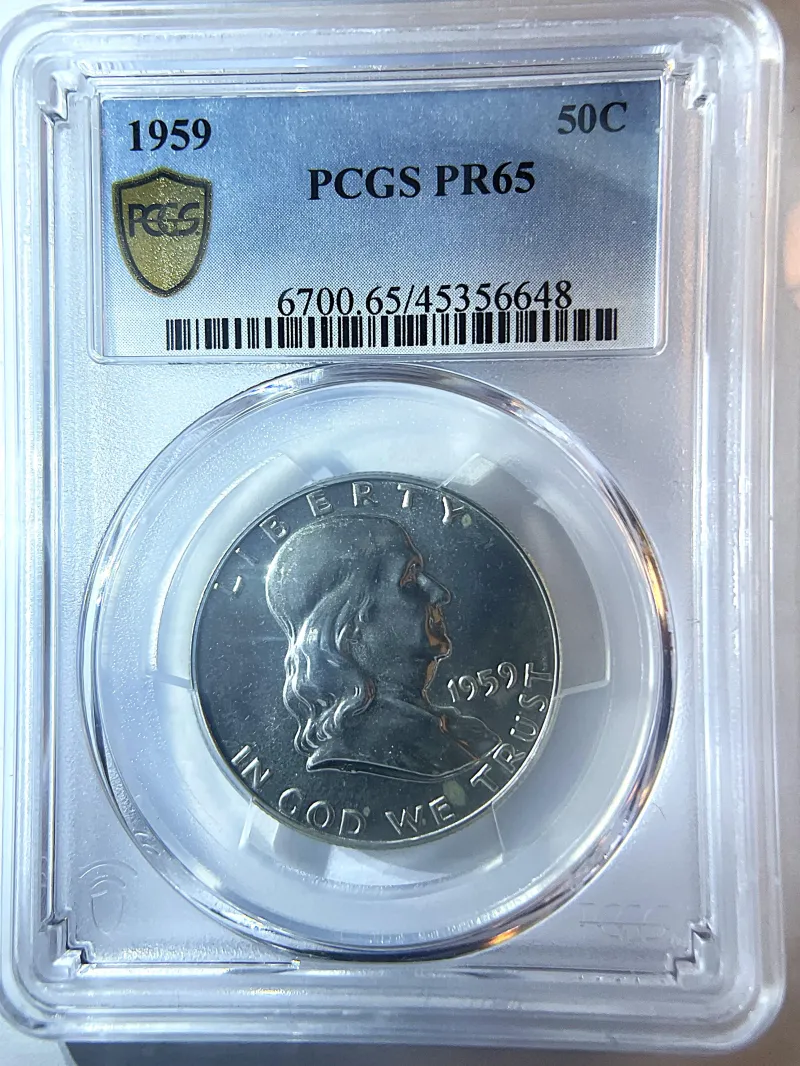 1959 50C
PCGS PR65
PCGS
6700.65/45356648
LIBERTY
1959
IN GOD WE TRUST